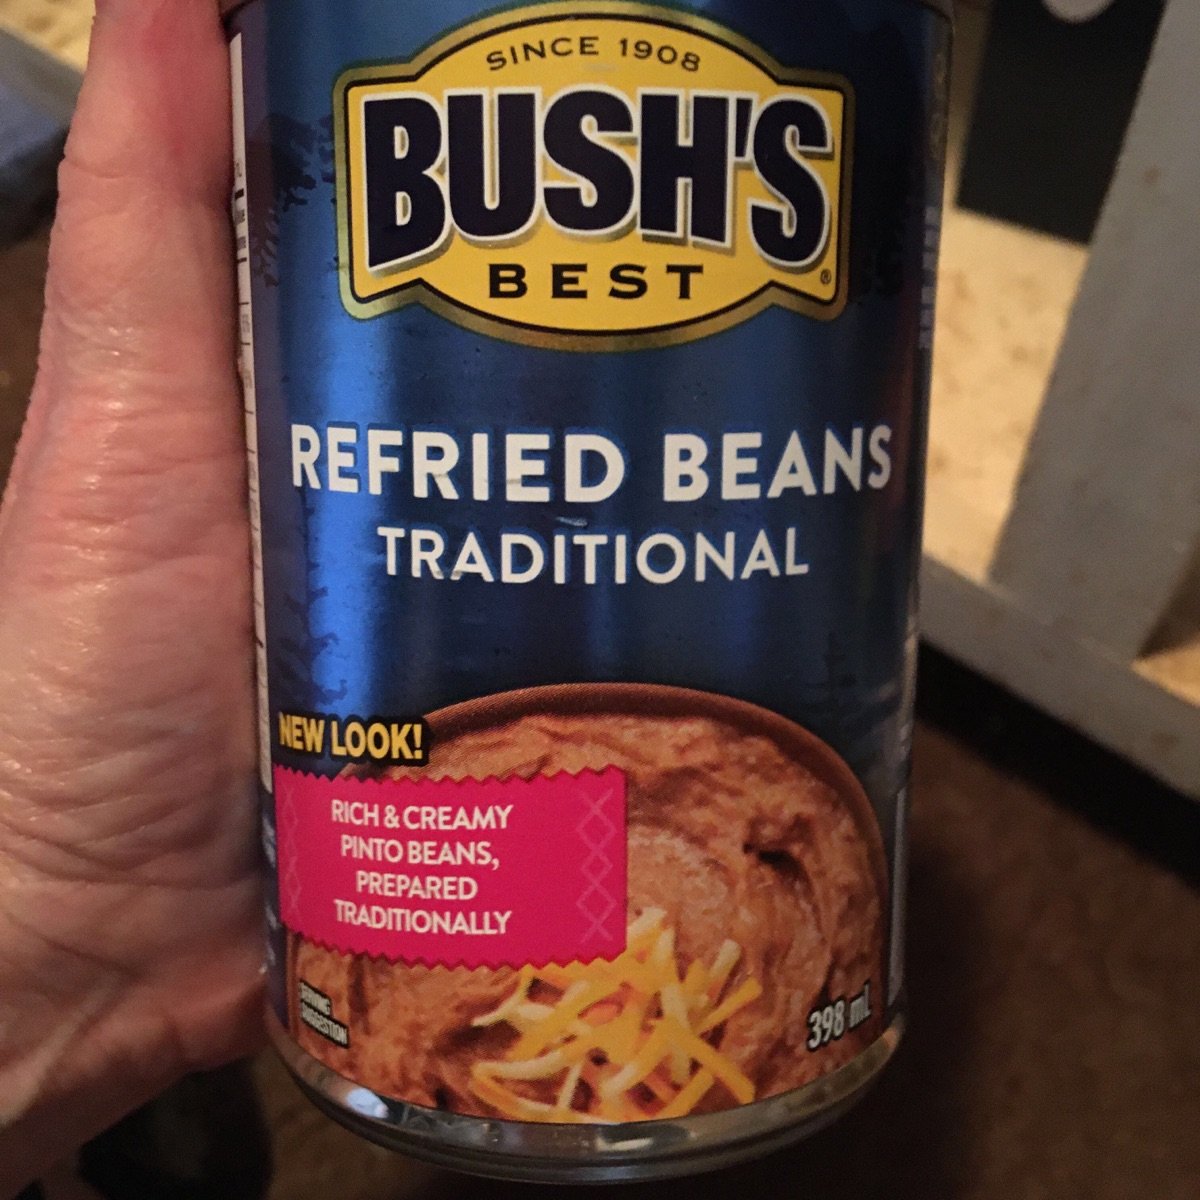 SINCE 1908
BUSH'S
BEST
®
REFRIED BEANS
TRADITIONAL
NEW LOOK!
RICH & CREAMY
PINTO BEANS,
PREPARED
TRADITIONALLY
SERVING
SUGGESTION
398 mL